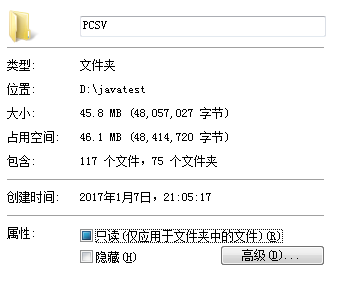 PCSV
类型: 文件夹
位置: D:\javatest
大小: 45.8 MB (48,057,027 字节)
占用空间: 46.1 MB (48,414,720 字节)
包含: 117 个文件，75 个文件夹
创建时间: 2017年1月7日，21:05:17
属性: 只读(仅应用于文件夹中的文件)(R)
隐藏(H) 高级(D)...